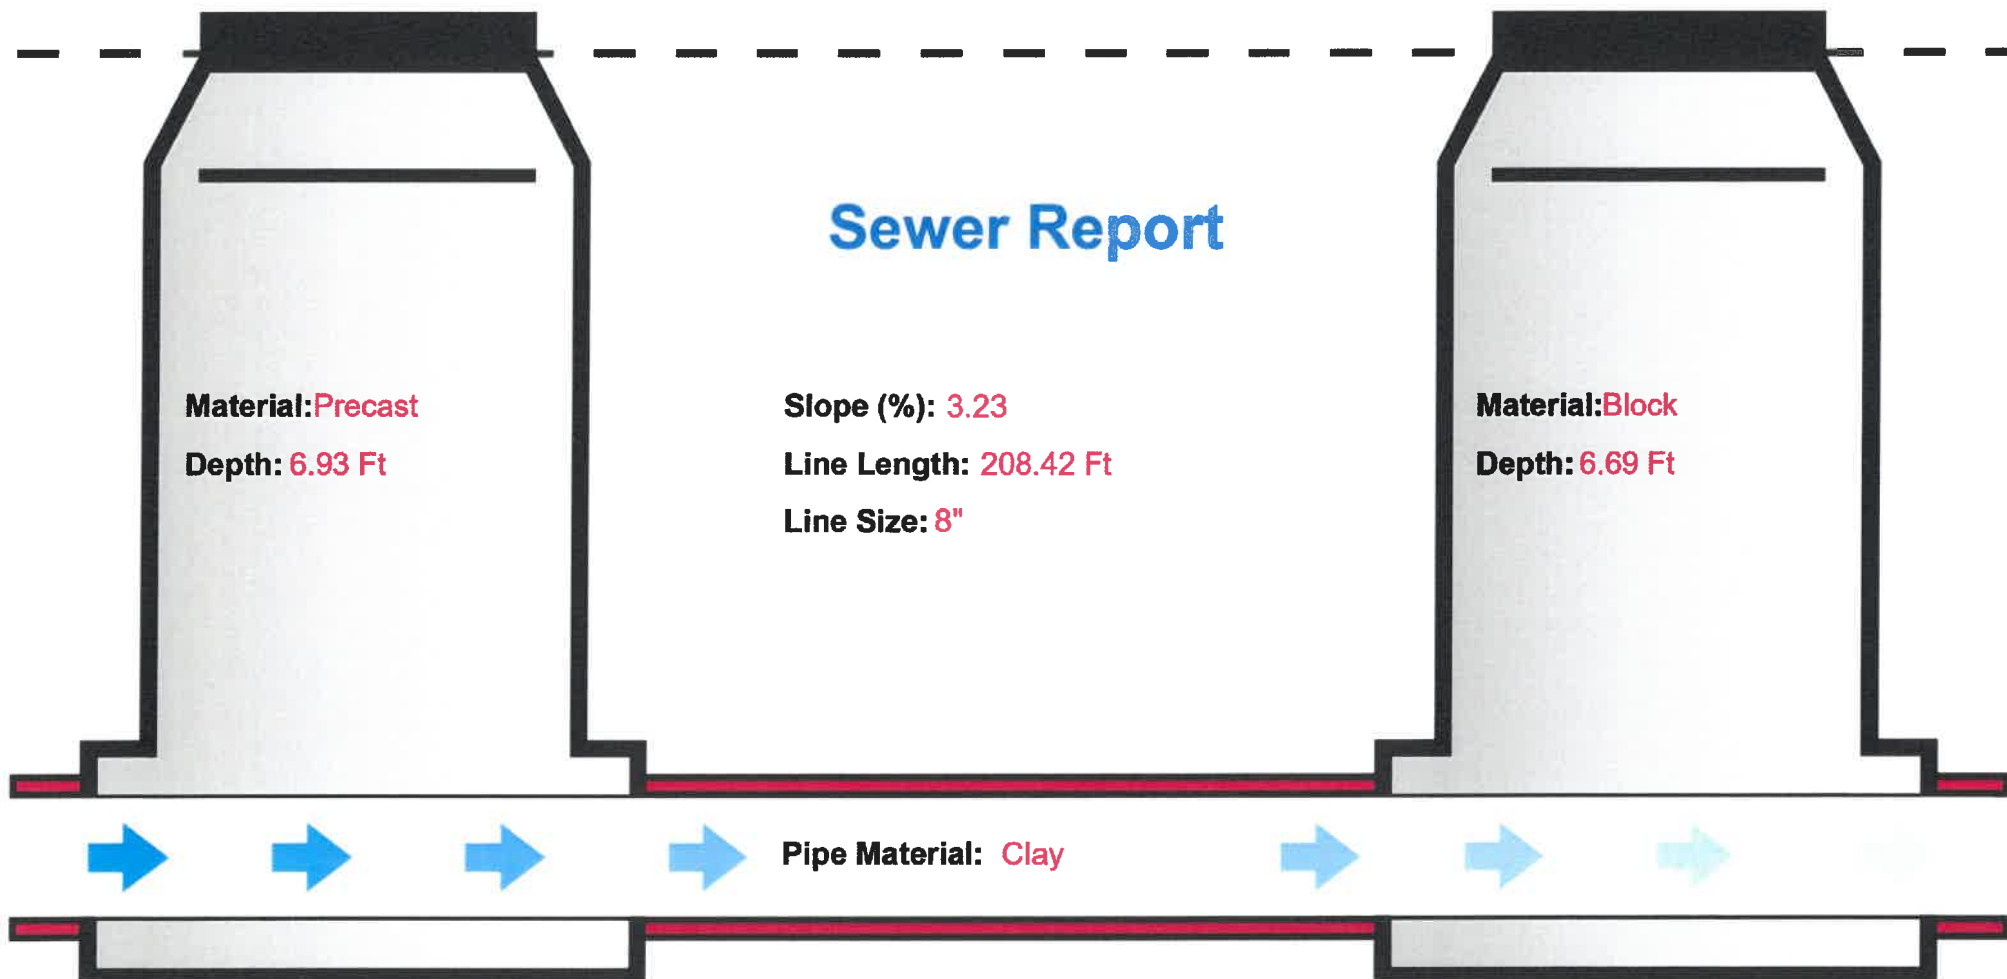 Sewer Report
Material:Precast
Depth: 6.93 Ft
Slope (%): 3.23
Line Length: 208.42 Ft
Line Size: 8"
Material:Block
Depth: 6.69 Ft
Pipe Material: Clay